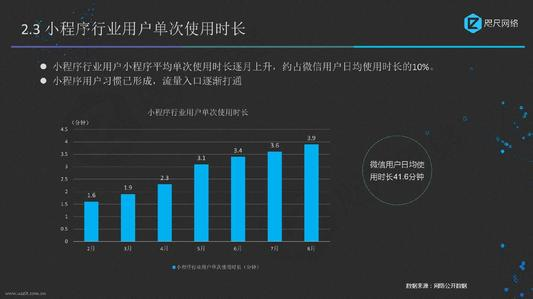 2.3 小程序行业用户单次使用时长
咫尺网络
小程序行业用户小程序平均单次使用时长逐月上升，约占微信用户日均使用时长的10%。
小程序用户习惯已形成，流量入口逐渐打通
小程序行业用户单次使用时长
（分钟）
4.5
4
3.5
3
2.5
2
1.5
1
0.5
0
1.6
1.9
2.3
3.1
3.4
3.6
3.9
2月
3月
4月
5月
6月
7月
8月
小程序行业用户单次使用时长（分钟）
微信用户日均使
用时长41.6分钟
数据来源：网络公开数据